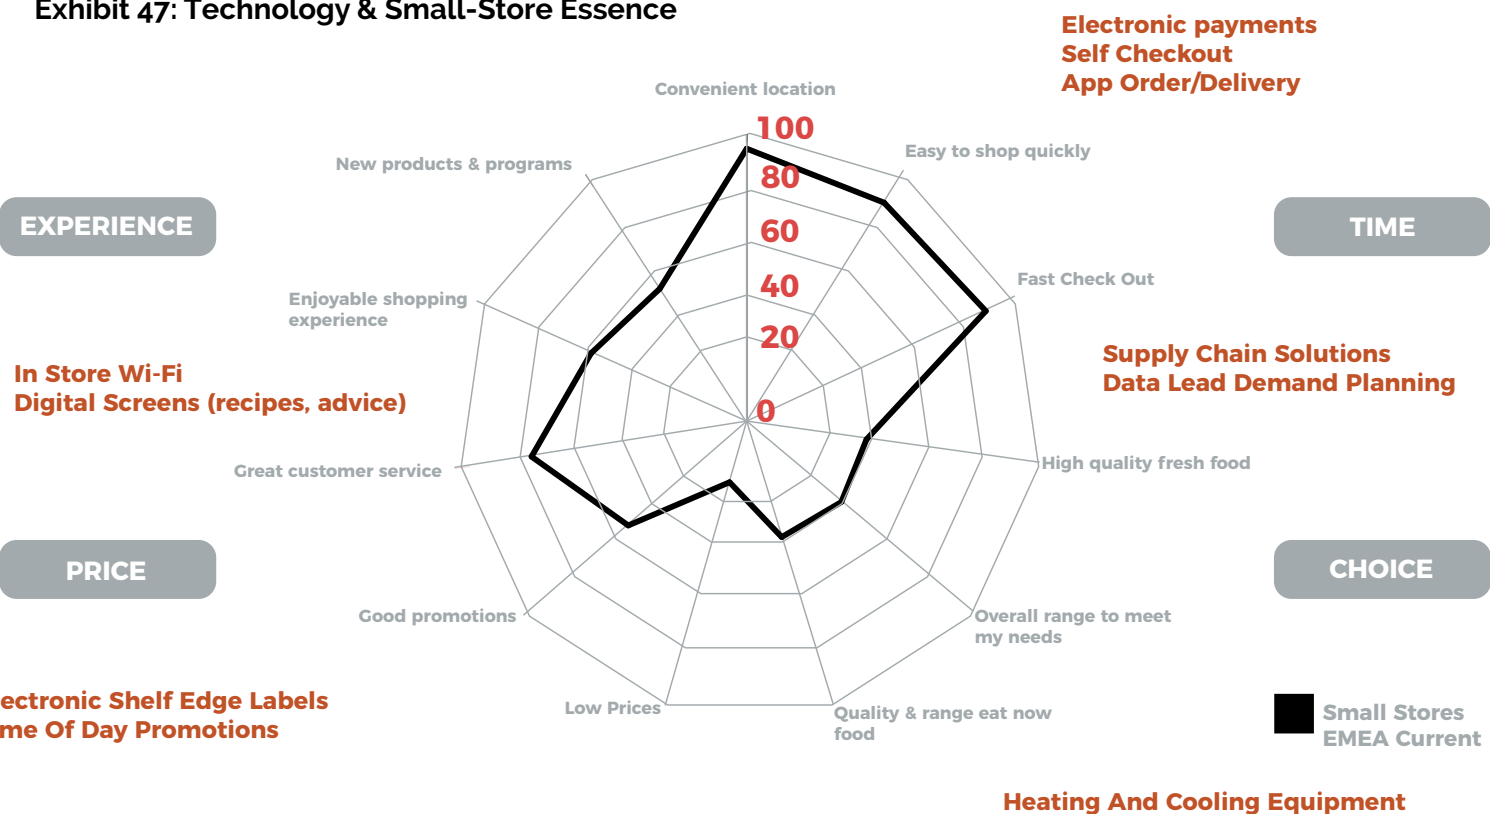 Exhibit 47: Technology & Small-Store Essence
Electronic payments
Self Checkout
App Order/Delivery
Convenient location
100
Easy to shop quickly
New products & programs
80
EXPERIENCE
60
TIME
Fast Check Out
40
Enjoyable shopping
experience
20
Supply Chain Solutions
Data Lead Demand Planning
In Store Wi-Fi
Digital Screens (recipes, advice)
0
Great customer service
High quality fresh food
PRICE
CHOICE
Good promotions
Overall range to meet
my needs
ectronic Shelf Edge Labels
me Of Day Promotions
Low Prices
Quality & range eat now
food
Small Stores
EMEA Current
Heating And Cooling Equipment